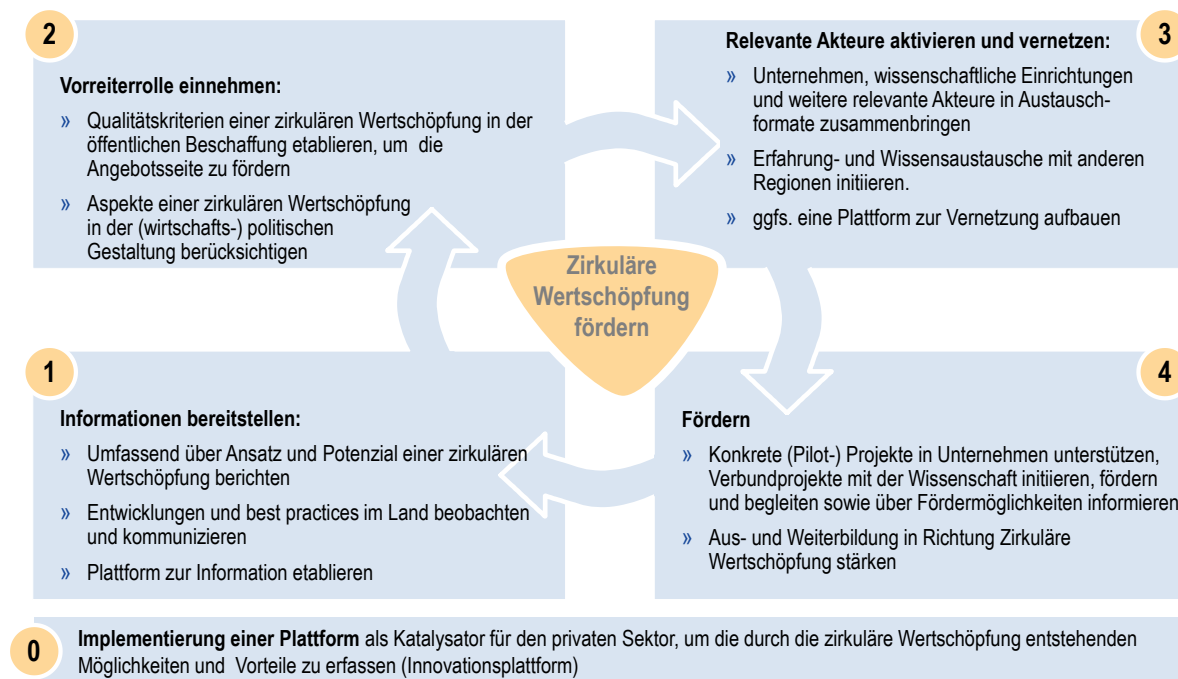 2
Vorreiterrolle einnehmen:
» Qualitätskriterien einer zirkulären Wertschöpfung in der
öffentlichen Beschaffung etablieren, um die
Angebotsseite zu fördern
» Aspekte einer zirkulären Wertschöpfung
in der (wirtschafts-) politischen
Gestaltung berücksichtigen
3
Relevante Akteure aktivieren und vernetzen:
» Unternehmen, wissenschaftliche Einrichtungen
und weitere relevante Akteure in Austausch-
formate zusammenbringen
» Erfahrung- und Wissensaustausche mit anderen
Regionen initiieren.
» ggfs. eine Plattform zur Vernetzung aufbauen
Zirkuläre
Wertschöpfung
fördern
1
Informationen bereitstellen:
» Umfassend über Ansatz und Potenzial einer zirkulären
Wertschöpfung berichten
» Entwicklungen und best practices im Land beobachten
und kommunizieren
» Plattform zur Information etablieren
4
Fördern
» Konkrete (Pilot-) Projekte in Unternehmen unterstützen,
Verbundprojekte mit der Wissenschaft initiieren, fördern
und begleiten sowie über Fördermöglichkeiten informieren
» Aus- und Weiterbildung in Richtung Zirkuläre
Wertschöpfung stärken
0
Implementierung einer Plattform als Katalysator für den privaten Sektor, um die durch die zirkuläre Wertschöpfung entstehenden
Möglichkeiten und Vorteile zu erfassen (Innovationsplattform)